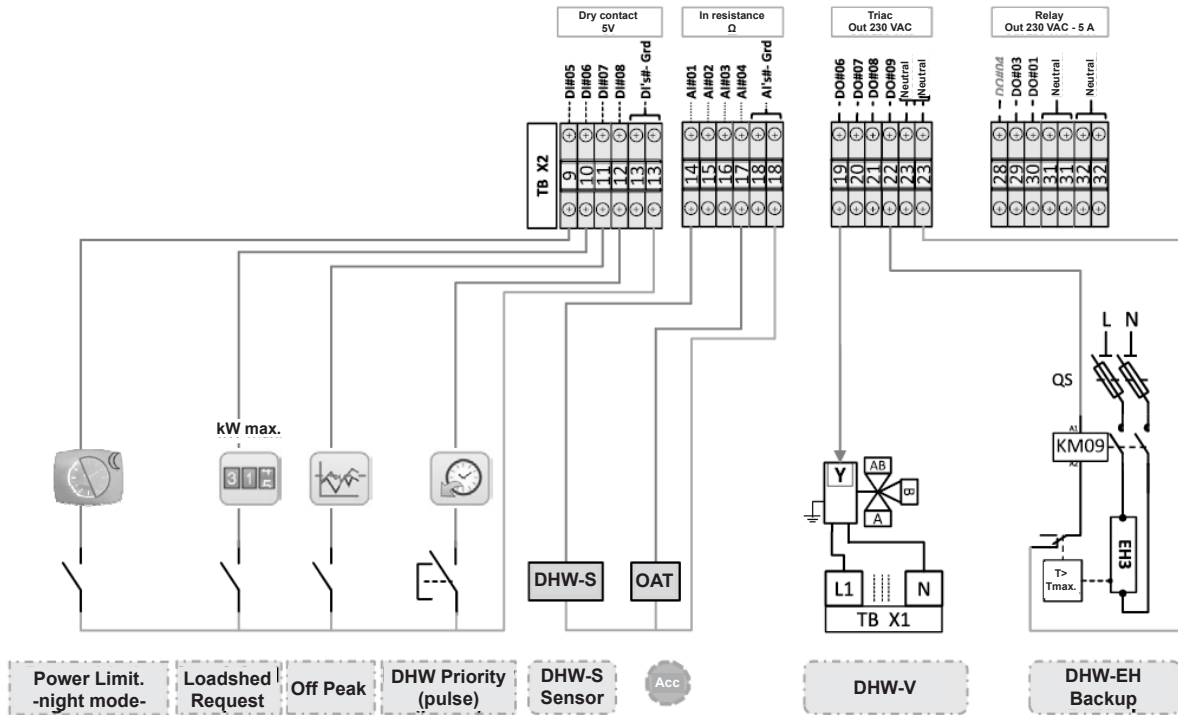 Dry contact
5V
In resistance
Ω
Triac
Out 230 VAC
Relay
Out 230 VAC - 5 A
DI#05
DI#06
DI#07
DI#08
DI's#- Grd
AI#01
AI#02
AI#03
AI#04
AI's#- Grd
DO#06
DO#07
DO#08
DO#09
Neutral
Neutral
DO#04
DO#03
DO#01
Neutral
Neutral
TB X2
9
10
11
12
13
13
14
15
16
17
18
18
19
20
21
22
23
23
28
29
30
31
31
32
32
L N
QS
kW max.
A1
KM09
A2
Y
AB
B
A
EH3
T>
Tmax.
DHW-S
OAT
L1
N
TB X1
Power Limit.
-night mode-
Loadshed
Request
Off Peak
DHW Priority
(pulse)
DHW-S
Sensor
Acc
DHW-V
DHW-EH
Backup